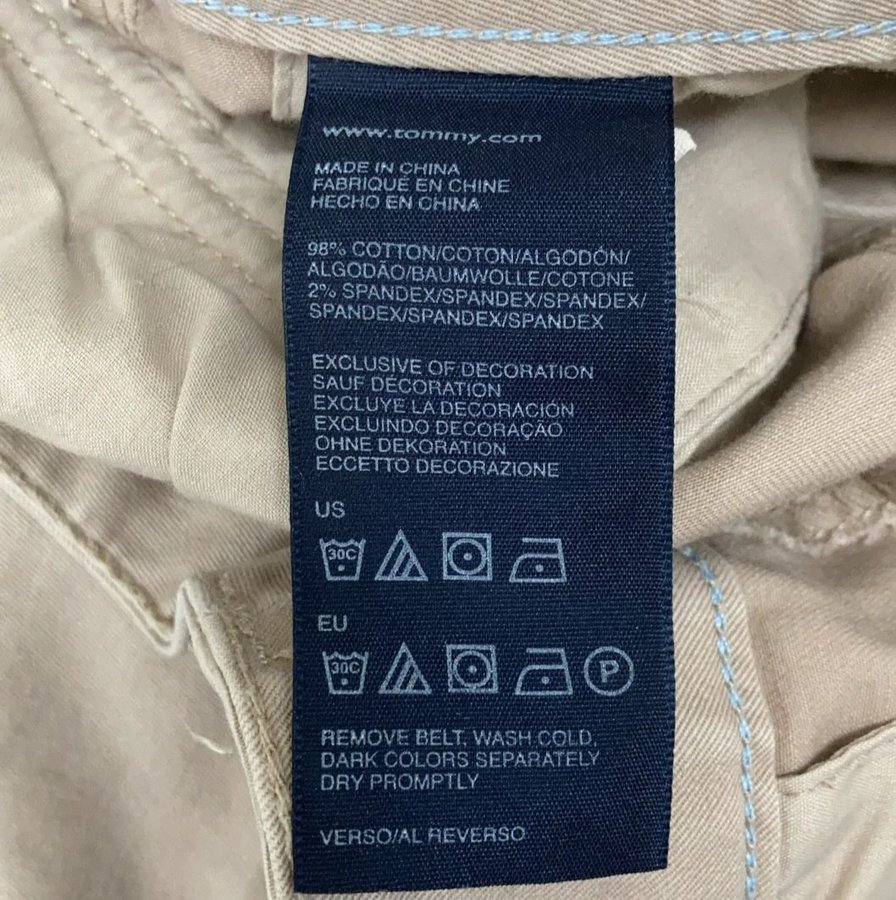 www.tommy.com
MADE IN CHINA
FABRIQUÉ EN CHINE
HECHO EN CHINA
98% COTTON/COTON/ALGODÓN/
ALGODÃO/BAUMWOLLE/COTONE
2% SPANDEX/SPANDEX/SPANDEX/
SPANDEX/SPANDEX/SPANDEX
EXCLUSIVE OF DECORATION
SAUF DÉCORATION
EXCLUYE LA DECORACIÓN
EXCLUINDO DECORAÇÃO
OHNE DEKORATION
ECCETTO DECORAZIONE
US
30C
EU
30C P
REMOVE BELT, WASH COLD,
DARK COLORS SEPARATELY
DRY PROMPTLY
VERSO/AL REVERSO